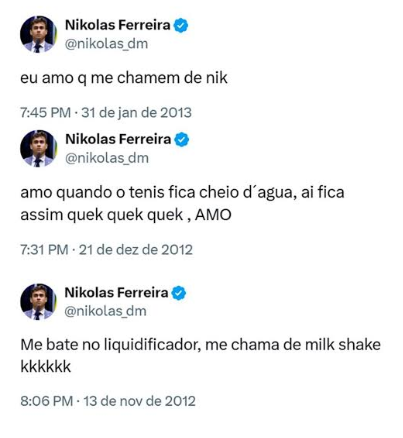 Nikolas Ferreira
@nikolas_dm
eu amo q me chamem de nik
7:45 PM · 31 de jan de 2013
Nikolas Ferreira
@nikolas_dm
amo quando o tenis fica cheio d´agua, ai fica
assim quek quek quek , AMO
7:31 PM · 21 de dez de 2012
Nikolas Ferreira
@nikolas_dm
Me bate no liquidificador, me chama de milk shake
kkkkkk
8:06 PM · 13 de nov de 2012